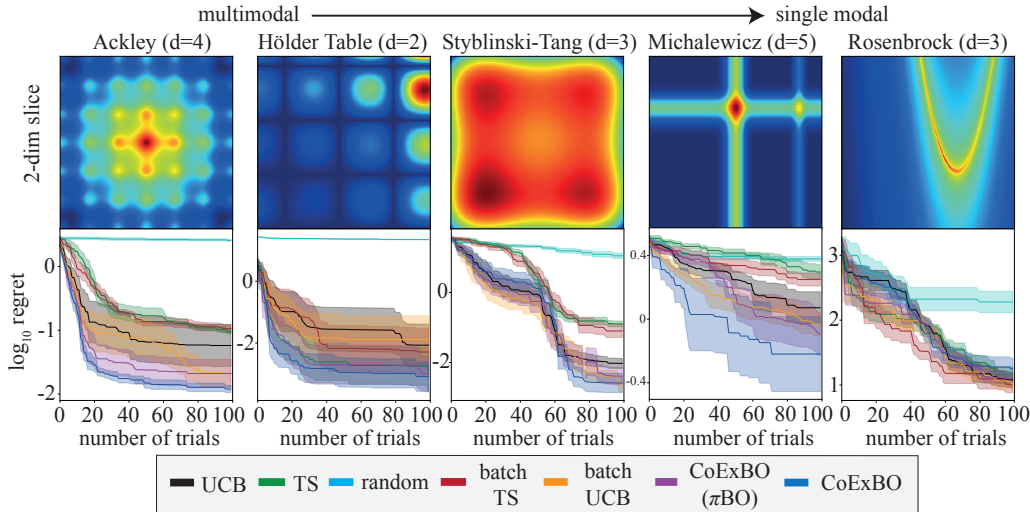 multimodal single modal
Ackley (d=4) Hölder Table (d=2) Styblinski-Tang (d=3) Michalewicz (d=5) Rosenbrock (d=3)
2-dim slice
log₁₀ regret
0
-1
-2
0
-2
0
-2
0.4
0
-0.4
3
2
1
0 20 40 60 80 100 0 20 40 60 80 100 0 20 40 60 80 100 0 20 40 60 80 100 0 20 40 60 80 100
number of trials number of trials number of trials number of trials number of trials
UCB TS random batch TS batch UCB CoExBO (πBO) CoExBO